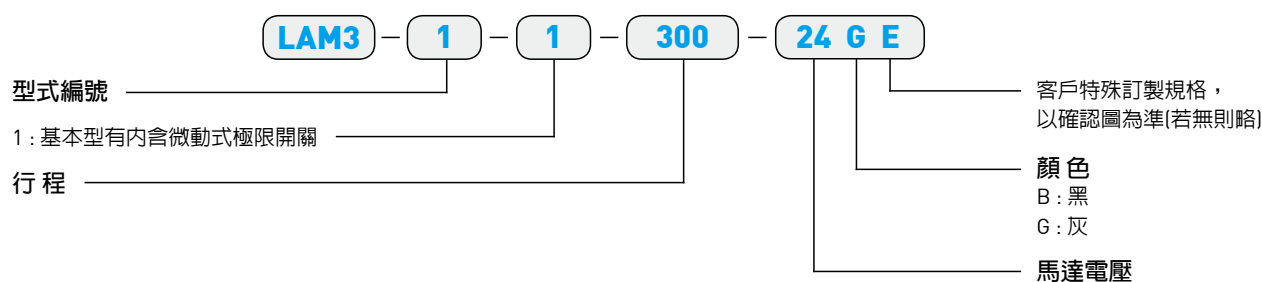 LAM3 - 1 - 1 - 300 - 24 G E
型式編號
1 : 基本型有內含微動式極限開關
行 程
客戶特殊訂製規格，
以確認圖為準(若無則略)
顏 色
B : 黑
G : 灰
馬達電壓